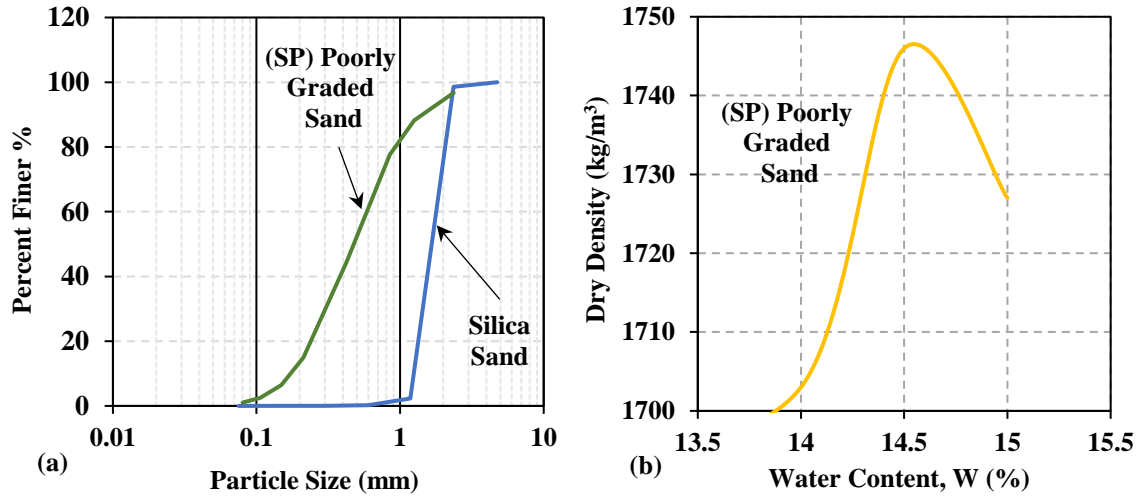 120
100
80
60
40
20
0
Percent Finer %
(SP) Poorly
Graded
Sand
Silica
Sand
0.01
0.1
1
10
(a)
Particle Size (mm)
1750
1740
1730
1720
1710
1700
Dry Density (kg/m³)
(SP) Poorly
Graded
Sand
13.5
14
14.5
15
15.5
(b)
Water Content, W (%)